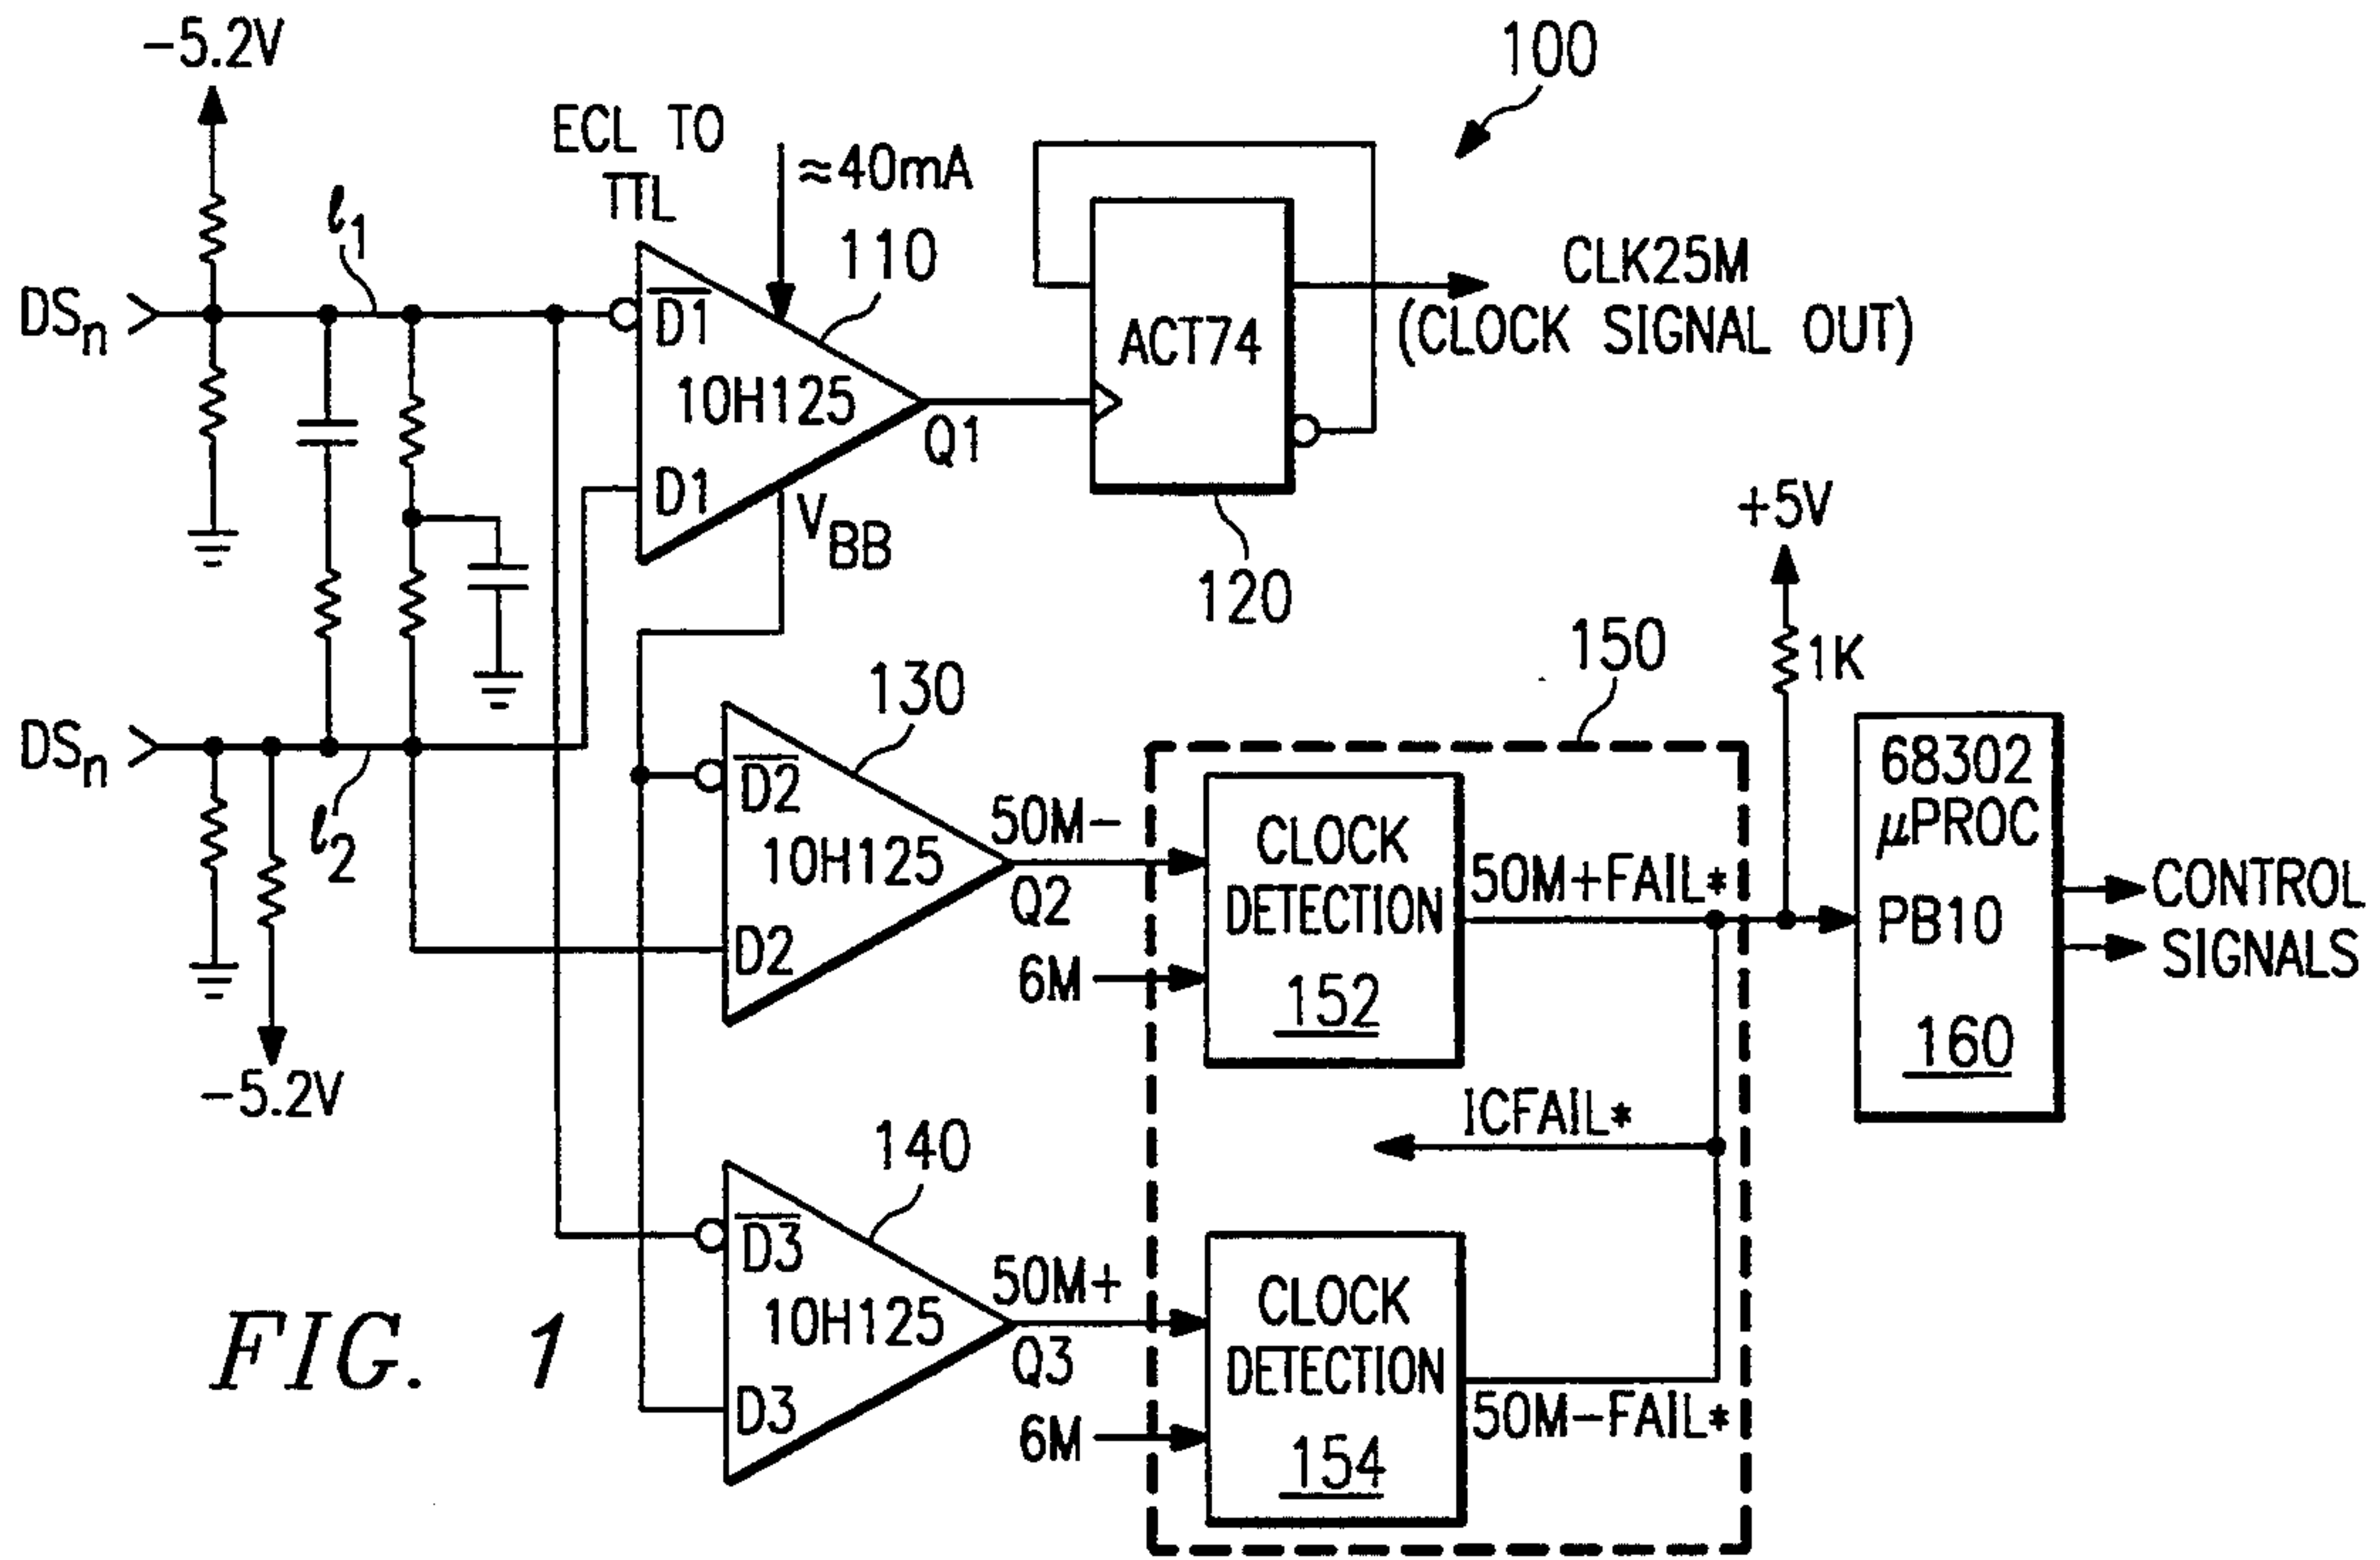 100
-5.2V
ECL TO
TTL
≈40mA
ℓ1
110
DSn
D1
10H125
D1
Q1
VBB
ACT74
120
CLK25M
(CLOCK SIGNAL OUT)
+5V
1K
DSn
ℓ2
-5.2V
130
D2
10H125
D2
50M-
Q2
6M
150
CLOCK
DETECTION
152
50M+FAIL*
68302
μPROC
PB10
160
CONTROL
SIGNALS
ICFAIL*
140
D3
10H125
D3
50M+
Q3
6M
CLOCK
DETECTION
154
50M-FAIL*
FIG. 1